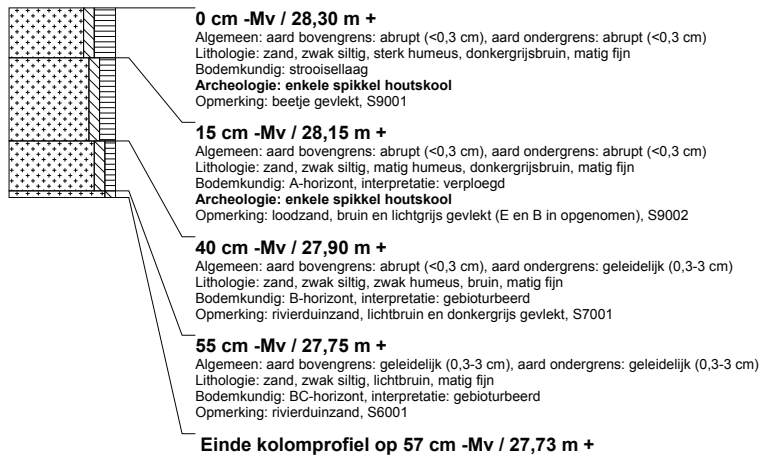 0 cm -Mv / 28,30 m +
Algemeen: aard bovengrens: abrupt (<0,3 cm), aard ondergrens: abrupt (<0,3 cm)
Lithologie: zand, zwak siltig, sterk humeus, donkergrijsbruin, matig fijn
Bodemkundig: strooisellaag
Archeologie: enkele spikkel houtskool
Opmerking: beetje gevlekt, S9001
15 cm -Mv / 28,15 m +
Algemeen: aard bovengrens: abrupt (<0,3 cm), aard ondergrens: abrupt (<0,3 cm)
Lithologie: zand, zwak siltig, matig humeus, donkergrijsbruin, matig fijn
Bodemkundig: A-horizont, interpretatie: verploegd
Archeologie: enkele spikkel houtskool
Opmerking: loodzand, bruin en lichtgrijs gevlekt (E en B in opgenomen), S9002
40 cm -Mv / 27,90 m +
Algemeen: aard bovengrens: abrupt (<0,3 cm), aard ondergrens: geleidelijk (0,3-3 cm)
Lithologie: zand, zwak siltig, zwak humeus, bruin, matig fijn
Bodemkundig: B-horizont, interpretatie: gebioturbeerd
Opmerking: rivierduinzand, lichtbruin en donkergrijs gevlekt, S7001
55 cm -Mv / 27,75 m +
Algemeen: aard bovengrens: geleidelijk (0,3-3 cm), aard ondergrens: geleidelijk (0,3-3 cm)
Lithologie: zand, zwak siltig, lichtbruin, matig fijn
Bodemkundig: BC-horizont, interpretatie: gebioturbeerd
Opmerking: rivierduinzand, S6001
Einde kolomprofiel op 57 cm -Mv / 27,73 m +